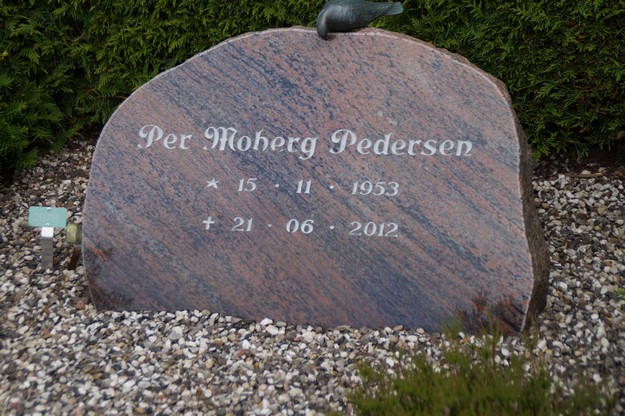 Per Moberg Pedersen
★ 15 · 11 · 1953
✝ 21 · 06 · 2012